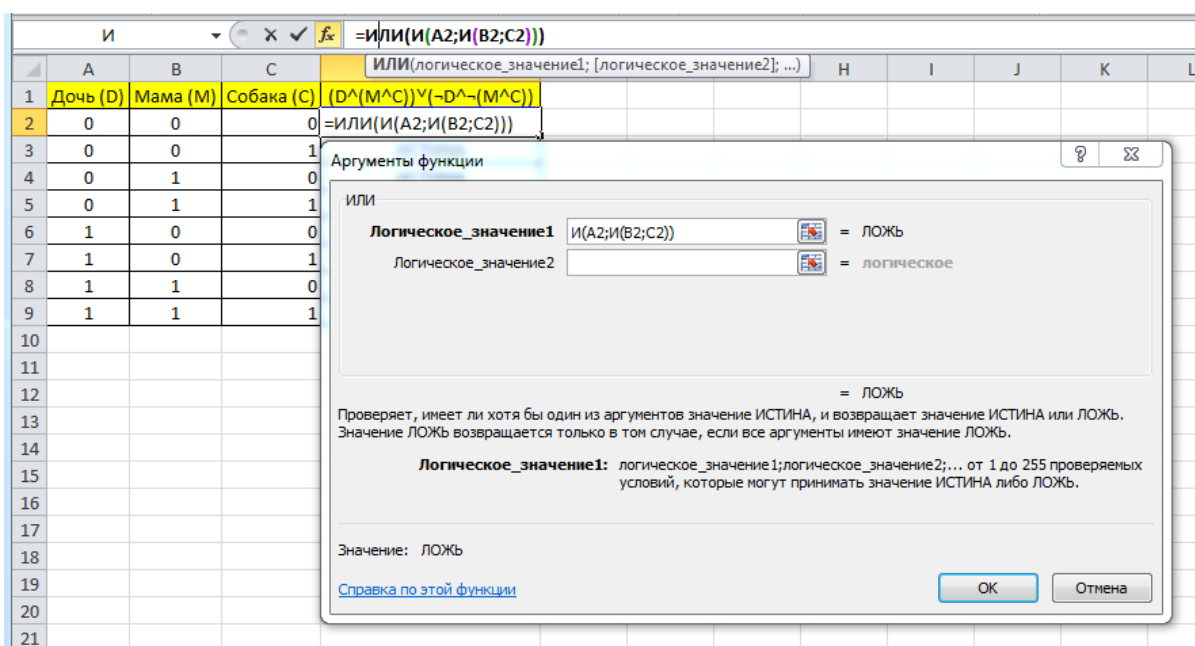 И =ИЛИ(И(A2;И(B2;C2)))
ИЛИ(логическое_значение1; [логическое_значение2]; ...)
A B C H I J K L
1 Дочь (D) Мама (M) Собака (C) (D^(M^C))ᵛ(¬D^¬(M^C))
2 0 0 0 =ИЛИ(И(A2;И(B2;C2)))
3 0 0 1
4 0 1 0
5 0 1 1
6 1 0 0
7 1 0 1
8 1 1 0
9 1 1 1
10
11
12
13
14
15
16
17
18
19
20
21
Аргументы функции
ИЛИ
Логическое_значение1 И(A2;И(B2;C2)) = ЛОЖЬ
Логическое_значение2 = логическое
= ЛОЖЬ
Проверяет, имеет ли хотя бы один из аргументов значение ИСТИНА, и возвращает значение ИСТИНА или ЛОЖЬ.
Значение ЛОЖЬ возвращается только в том случае, если все аргументы имеют значение ЛОЖЬ.
Логическое_значение1: логическое_значение1;логическое_значение2;... от 1 до 255 проверяемых
условий, которые могут принимать значение ИСТИНА либо ЛОЖЬ.
Значение: ЛОЖЬ
Справка по этой функции
ОК Отмена